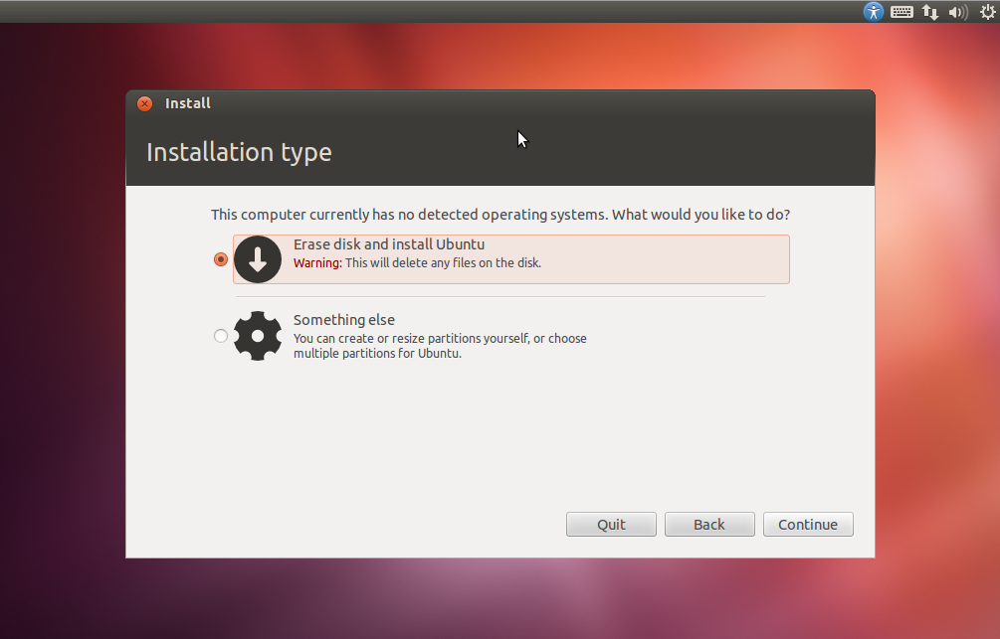 Install
Installation type
This computer currently has no detected operating systems. What would you like to do?
Erase disk and install Ubuntu
Warning: This will delete any files on the disk.
Something else
You can create or resize partitions yourself, or choose
multiple partitions for Ubuntu.
Quit
Back
Continue